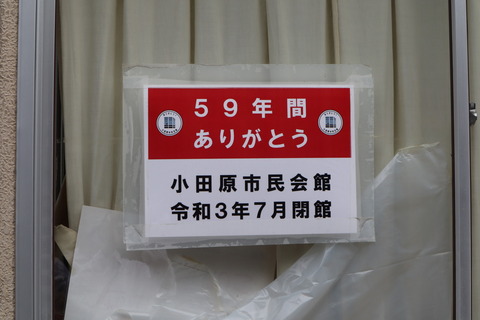 59年間
ありがとう
小田原市民会館
令和3年7月閉館